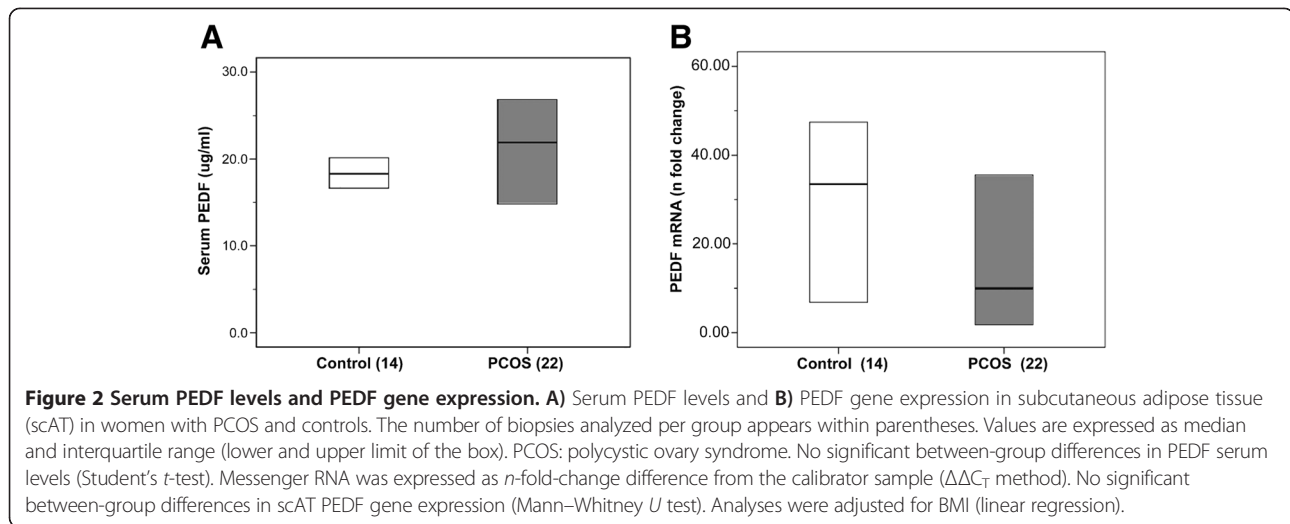 A
B
30.0
20.0
10.0
0.0
Serum PEDF (ug/ml)
Control (14)
PCOS (22)
60.00
40.00
20.00
0.00
PEDF mRNA (n fold change)
Control (14)
PCOS (22)
Figure 2 Serum PEDF levels and PEDF gene expression. A) Serum PEDF levels and B) PEDF gene expression in subcutaneous adipose tissue
(scAT) in women with PCOS and controls. The number of biopsies analyzed per group appears within parentheses. Values are expressed as median
and interquartile range (lower and upper limit of the box). PCOS: polycystic ovary syndrome. No significant between-group differences in PEDF serum
levels (Student's t-test). Messenger RNA was expressed as n-fold-change difference from the calibrator sample (ΔΔCT method). No significant
between-group differences in scAT PEDF gene expression (Mann–Whitney U test). Analyses were adjusted for BMI (linear regression).